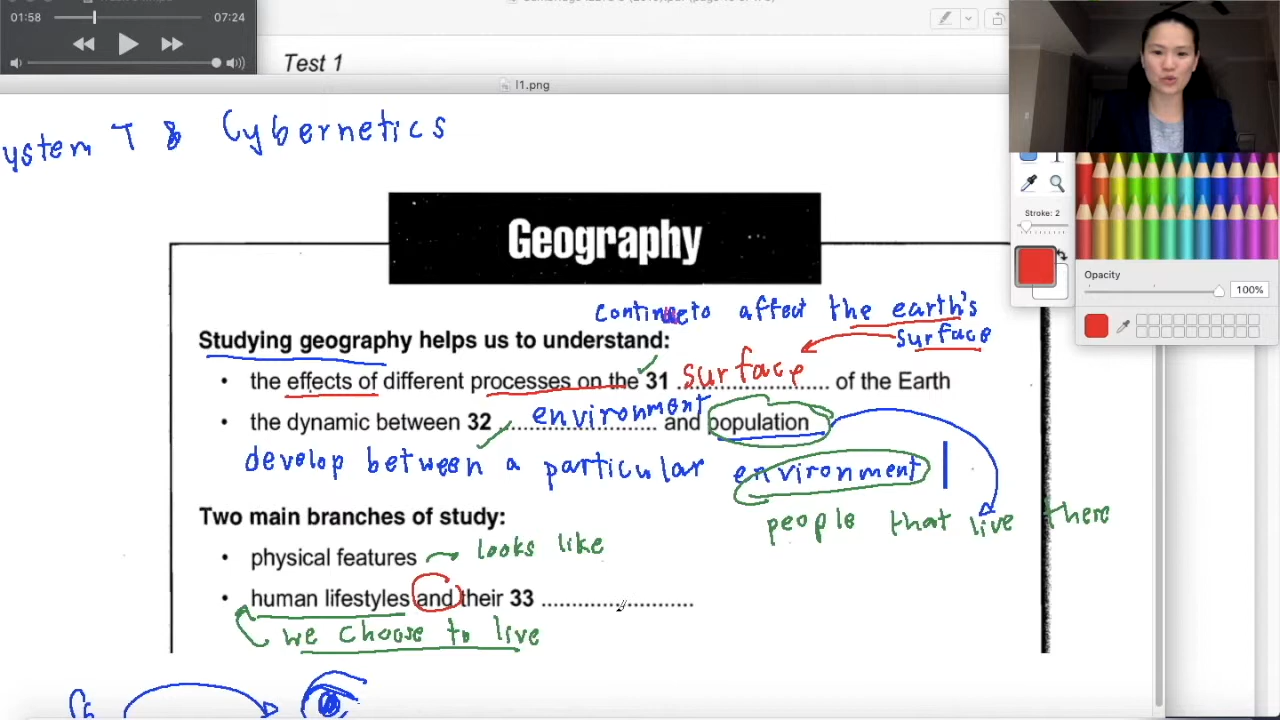 01:58 07:24
Test 1
l1.png
ystem T & Cybernetics
Geography
continue to affect the earth's
surface
Studying geography helps us to understand:
• the effects of different processes on the 31 surface of the Earth
• the dynamic between 32 environment and population
develop between a particular environment
people that live there
Two main branches of study:
• physical features looks like
• human lifestyles and their 33 ..........................
we choose to live
Stroke: 2
Opacity
100%